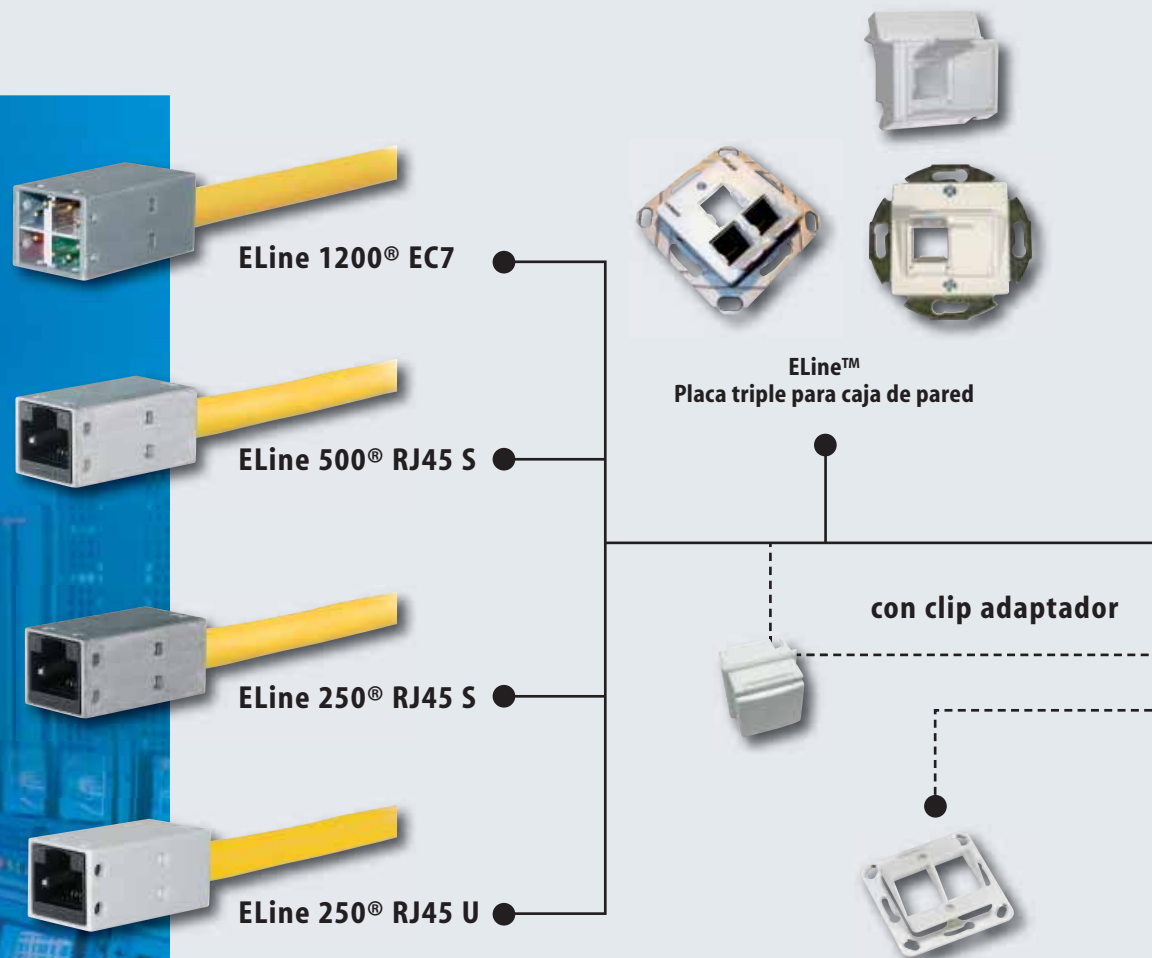 ELine 1200® EC7
ELine™
Placa triple para caja de pared
ELine 500® RJ45 S
con clip adaptador
ELine 250® RJ45 S
ELine 250® RJ45 U